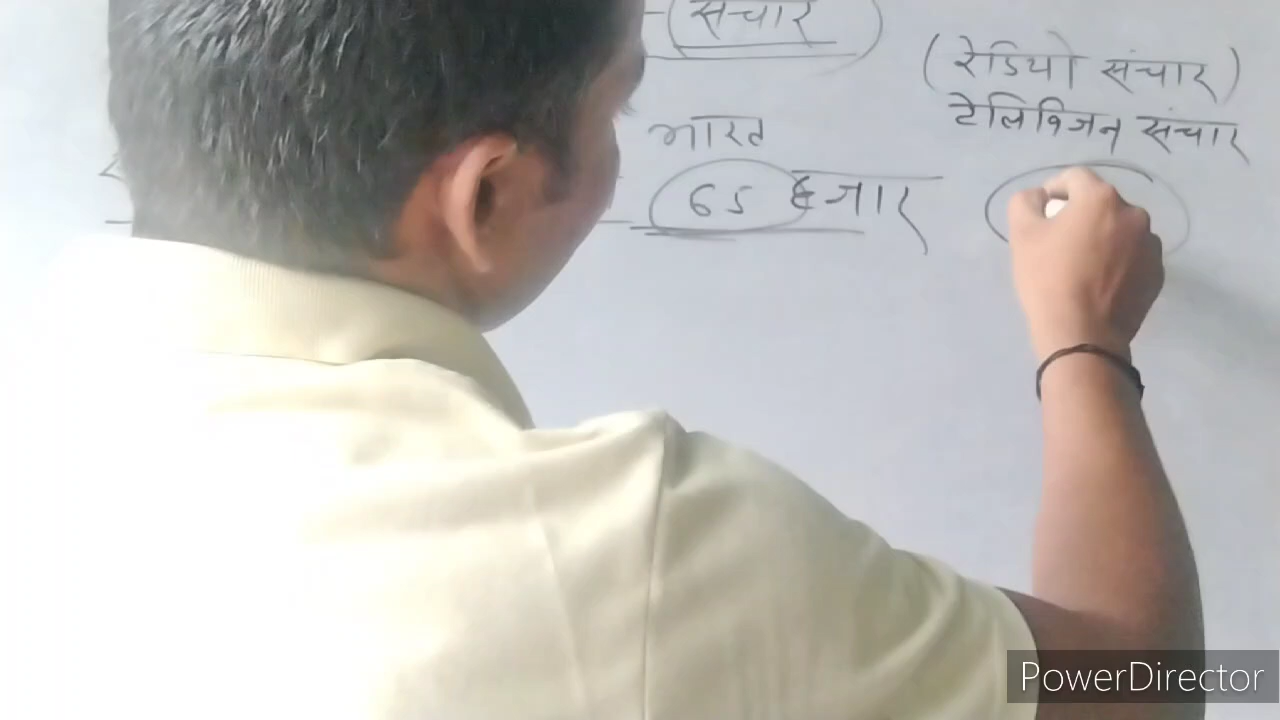 संचार
(रेडियो संचार)
टेलिविजन संचार
भारत
65 हजार
PowerDirector